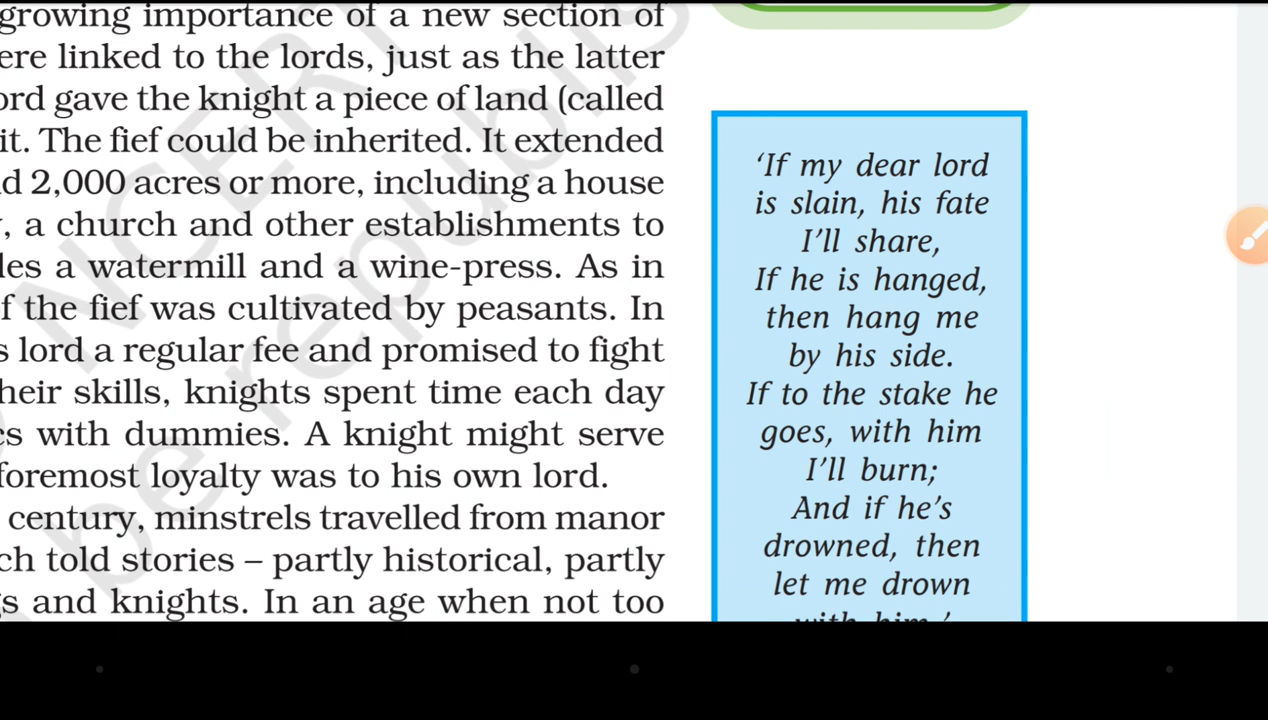 growing importance of a new section of
ere linked to the lords, just as the latter
ord gave the knight a piece of land (called
it. The fief could be inherited. It extended
d 2,000 acres or more, including a house
, a church and other establishments to
les a watermill and a wine-press. As in
f the fief was cultivated by peasants. In
s lord a regular fee and promised to fight
heir skills, knights spent time each day
cs with dummies. A knight might serve
foremost loyalty was to his own lord.
century, minstrels travelled from manor
ch told stories – partly historical, partly
gs and knights. In an age when not too
‘If my dear lord
is slain, his fate
I’ll share,
If he is hanged,
then hang me
by his side.
If to the stake he
goes, with him
I’ll burn;
And if he’s
drowned, then
let me drown
with him.’
NCERT
be republis